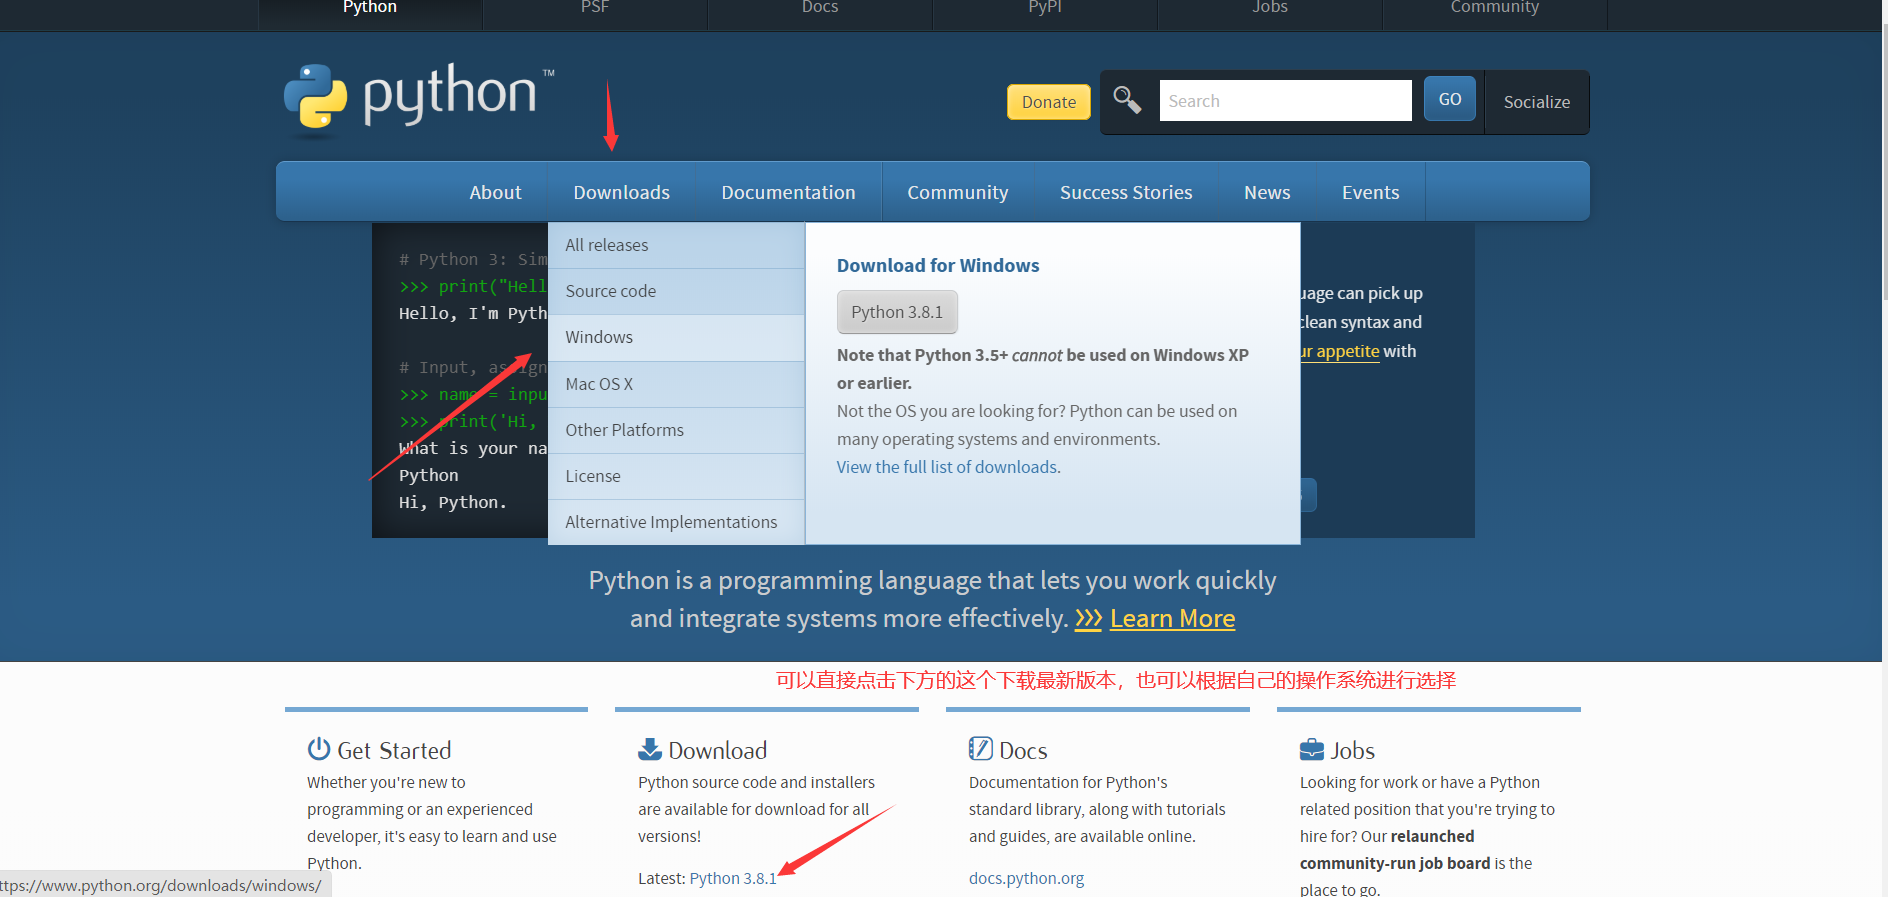 Python PSF Docs PyPI Jobs Community
python™
Donate Search GO Socialize
About Downloads Documentation Community Success Stories News Events
# Python 3: Sim
>>> print("Hell
Hello, I'm Pyth
# Input, assign
>>> name = inpu
>>> print('Hi,
What is your na
Python
Hi, Python.
All releases
Source code
Windows
Mac OS X
Other Platforms
License
Alternative Implementations
Download for Windows
Python 3.8.1
Note that Python 3.5+ cannot be used on Windows XP
or earlier.
Not the OS you are looking for? Python can be used on
many operating systems and environments.
View the full list of downloads.
uage can pick up
clean syntax and
ur appetite with
Python is a programming language that lets you work quickly
and integrate systems more effectively. >>> Learn More
可以直接点击下方的这个下载最新版本，也可以根据自己的操作系统进行选择
Get Started
Whether you're new to
programming or an experienced
developer, it's easy to learn and use
Python.
Download
Python source code and installers
are available for download for all
versions!
Latest: Python 3.8.1
Docs
Documentation for Python's
standard library, along with tutorials
and guides, are available online.
docs.python.org
Jobs
Looking for work or have a Python
related position that you're trying to
hire for? Our relaunched
community-run job board is the
place to go.
ttps://www.python.org/downloads/windows/